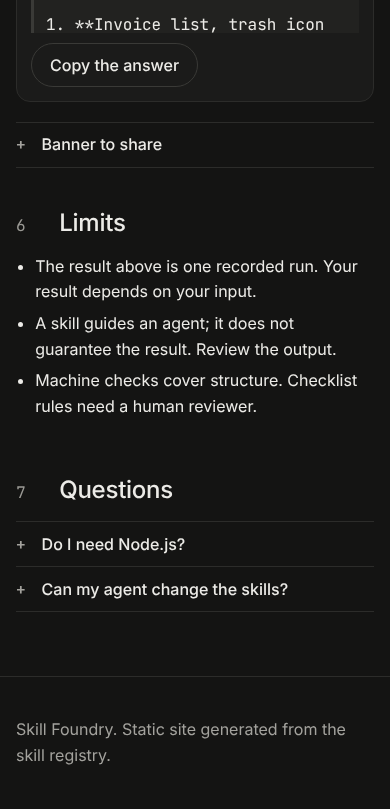 1. **Invoice list, trash icon
Copy the answer
+ Banner to share
6 Limits
• The result above is one recorded run. Your
result depends on your input.
• A skill guides an agent; it does not
guarantee the result. Review the output.
• Machine checks cover structure. Checklist
rules need a human reviewer.
7 Questions
+ Do I need Node.js?
+ Can my agent change the skills?
Skill Foundry. Static site generated from the
skill registry.